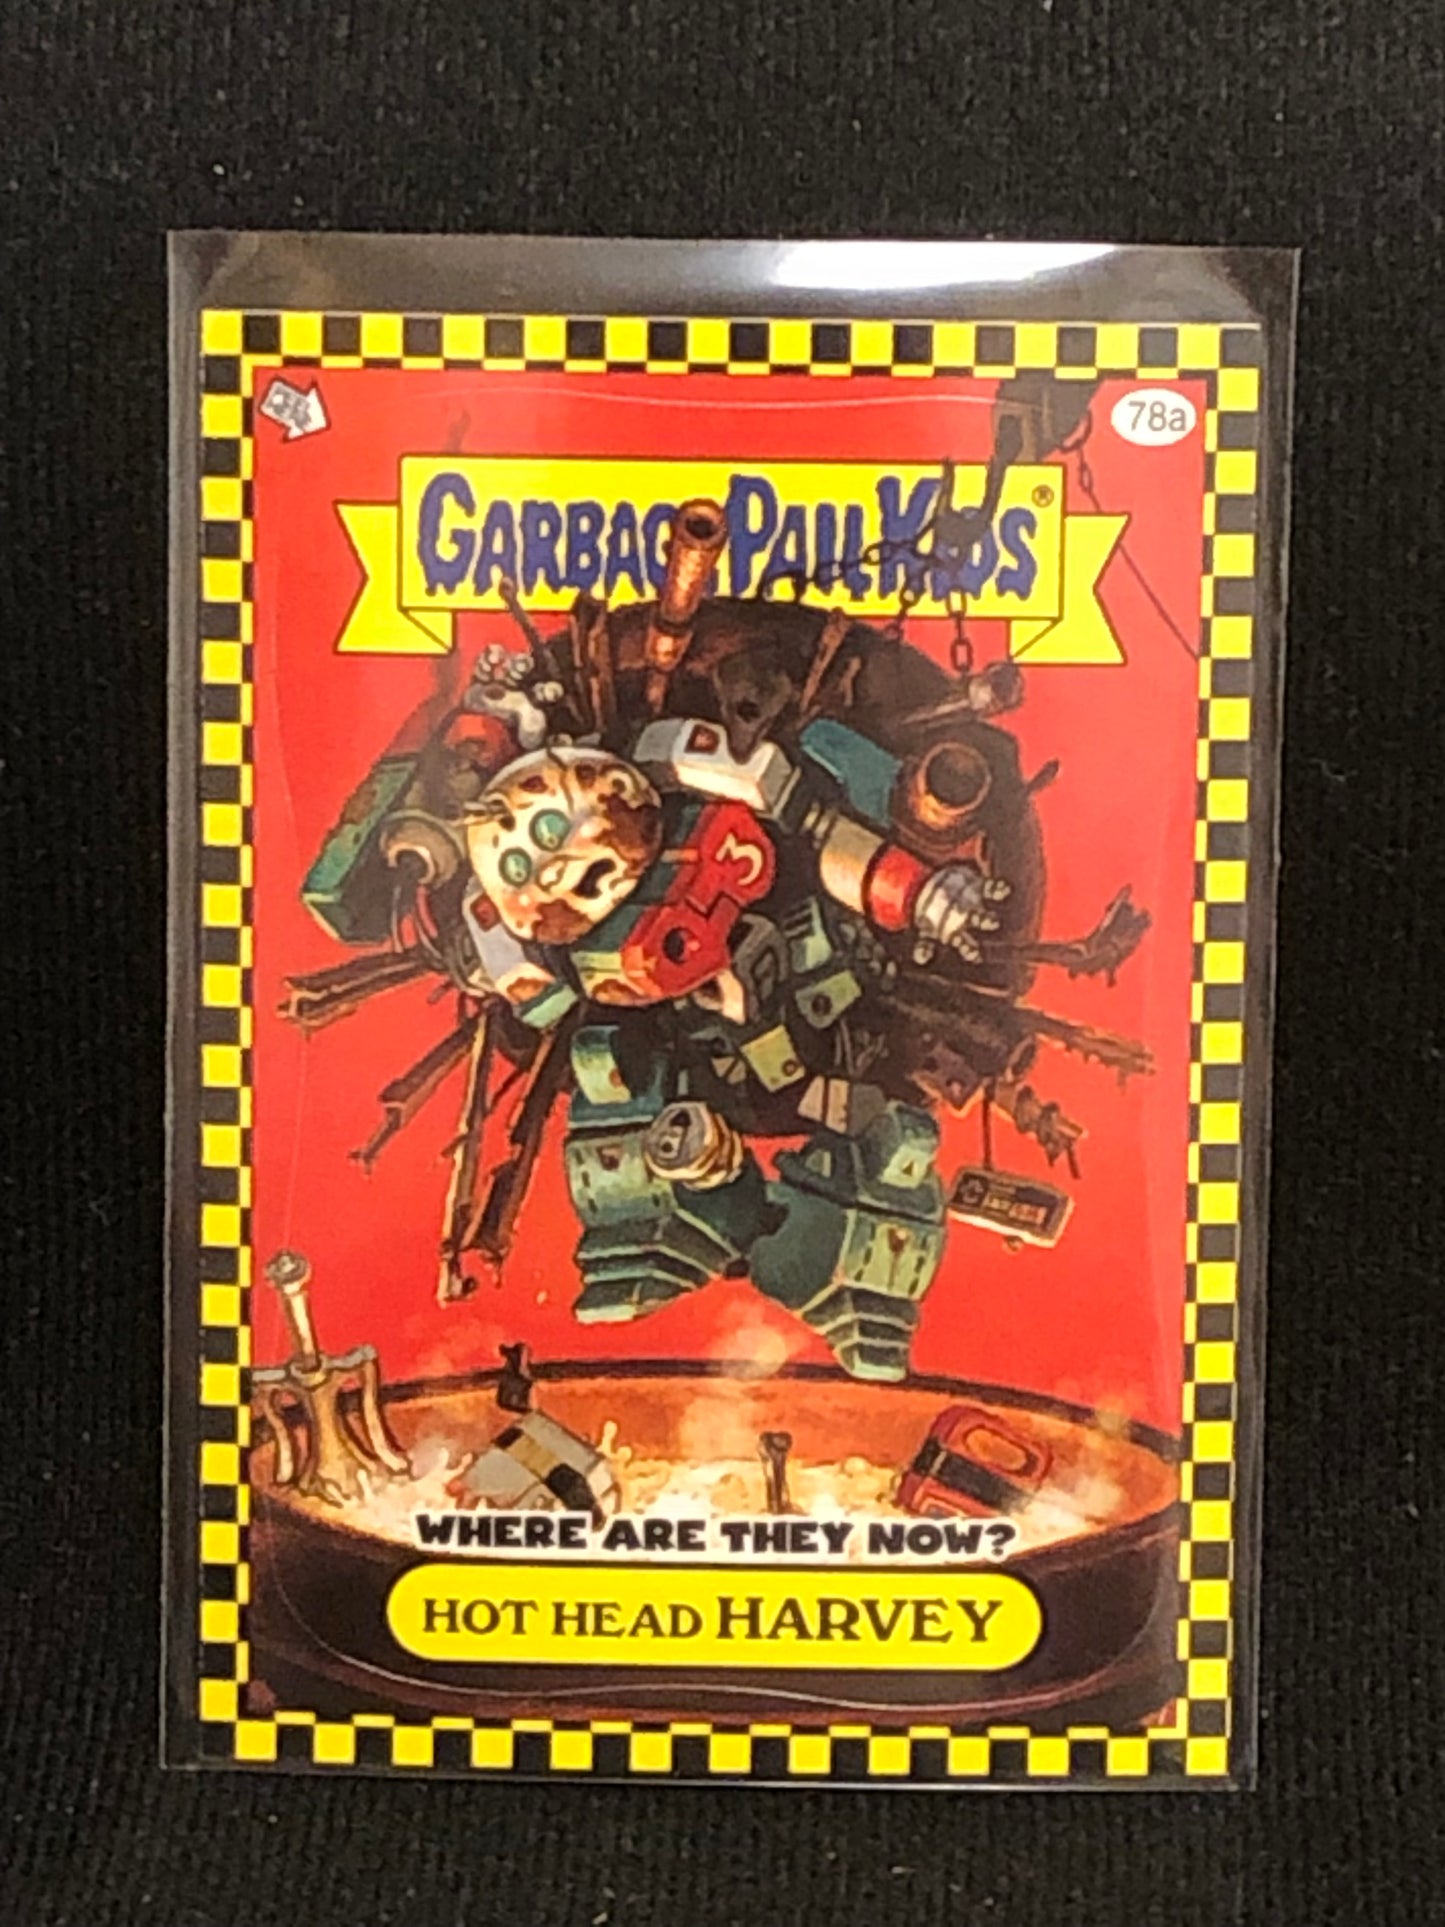 78a
GARBAGE PAIL KIDS®
3
WHERE ARE THEY NOW?
HOT HEAD HARVEY